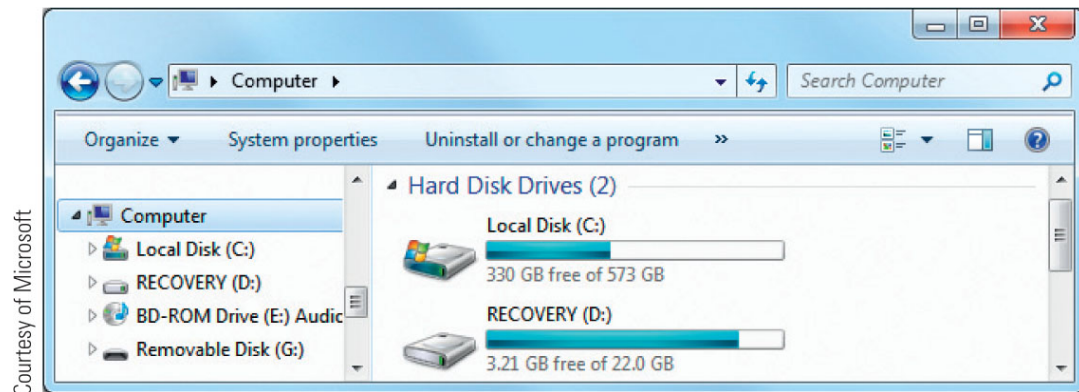 Computer
Search Computer
Organize
System properties
Uninstall or change a program
»
Computer
Local Disk (C:)
RECOVERY (D:)
BD-ROM Drive (E:) Audic
Removable Disk (G:)
Hard Disk Drives (2)
Local Disk (C:)
330 GB free of 573 GB
RECOVERY (D:)
3.21 GB free of 22.0 GB
Courtesy of Microsoft